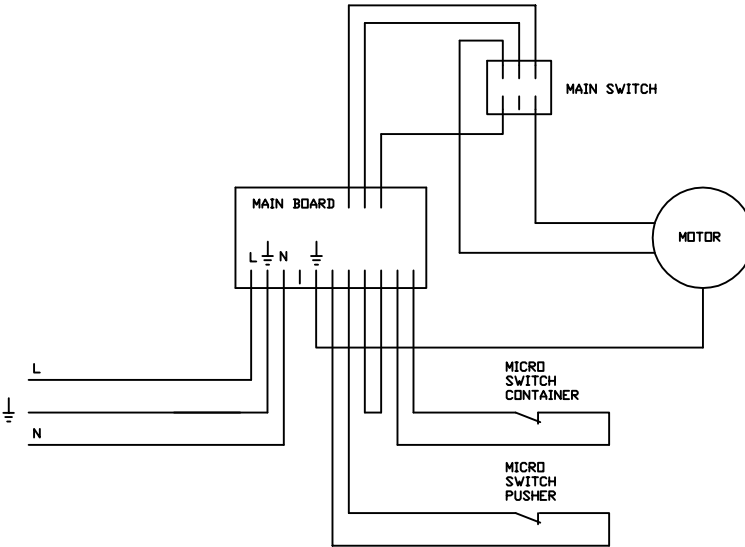 MAIN SWITCH
MAIN BOARD
MOTOR
L N
L
MICRO
SWITCH
CONTAINER
N
MICRO
SWITCH
PUSHER